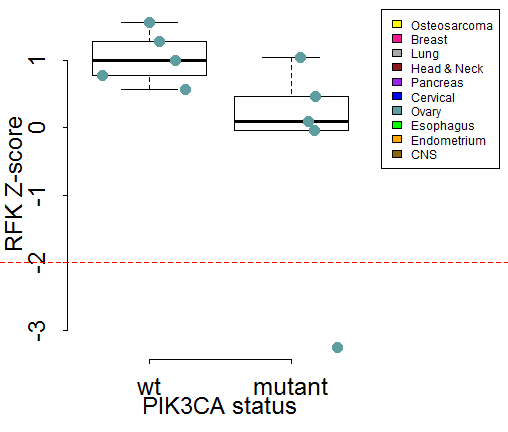 Osteosarcoma
Breast
Lung
Head & Neck
Pancreas
Cervical
Ovary
Esophagus
Endometrium
CNS
RFK Z-score
1
0
-1
-2
-3
wt mutant
PIK3CA status